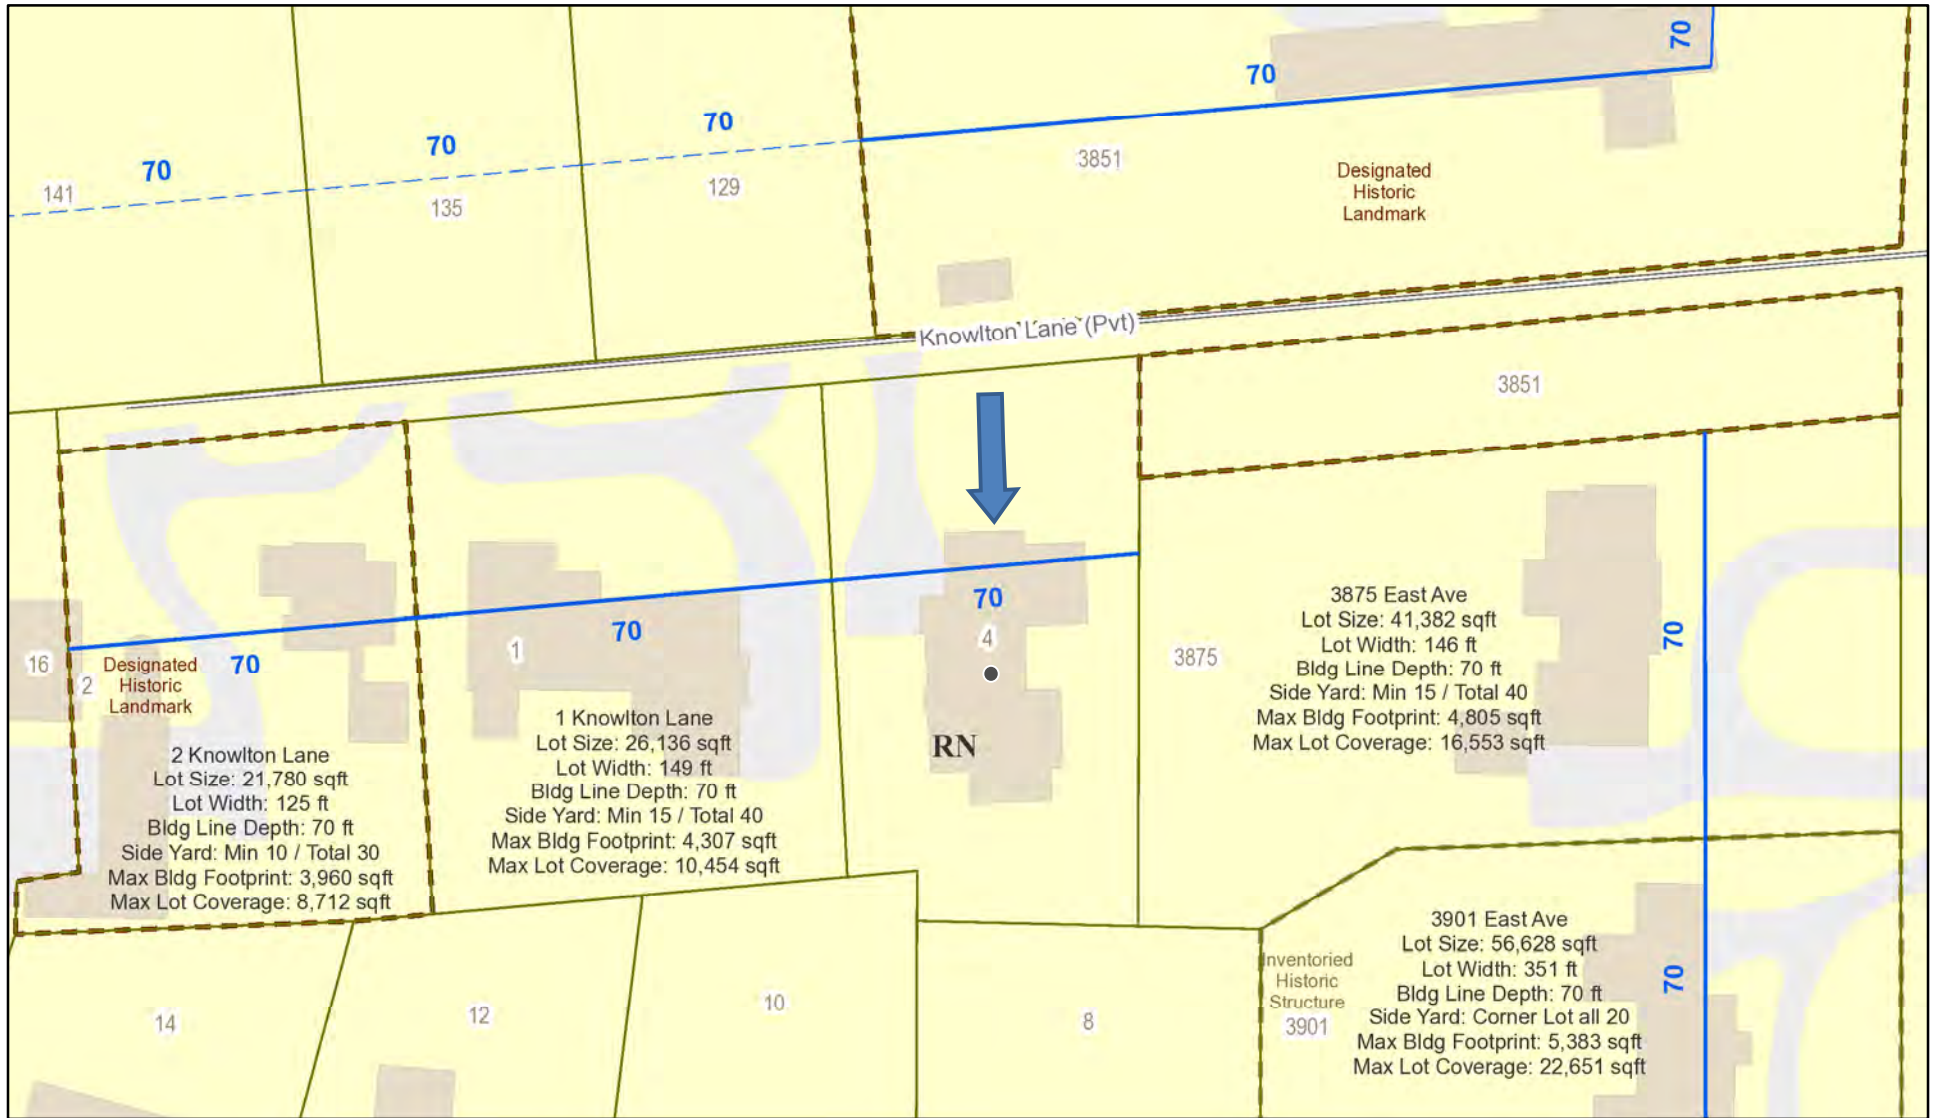 70
70
70
70
70
141
135
129
3851
Designated
Historic
Landmark
Knowlton Lane (Pvt)
3851
70
70
70
16
2
Designated
Historic
Landmark
1
4
3875
RN
2 Knowlton Lane
Lot Size: 21,780 sqft
Lot Width: 125 ft
Bldg Line Depth: 70 ft
Side Yard: Min 10 / Total 30
Max Bldg Footprint: 3,960 sqft
Max Lot Coverage: 8,712 sqft
1 Knowlton Lane
Lot Size: 26,136 sqft
Lot Width: 149 ft
Bldg Line Depth: 70 ft
Side Yard: Min 15 / Total 40
Max Bldg Footprint: 4,307 sqft
Max Lot Coverage: 10,454 sqft
3875 East Ave
Lot Size: 41,382 sqft
Lot Width: 146 ft
Bldg Line Depth: 70 ft
Side Yard: Min 15 / Total 40
Max Bldg Footprint: 4,805 sqft
Max Lot Coverage: 16,553 sqft
70
14
12
10
8
Inventoried
Historic
Structure
3901
3901 East Ave
Lot Size: 56,628 sqft
Lot Width: 351 ft
Bldg Line Depth: 70 ft
Side Yard: Corner Lot all 20
Max Bldg Footprint: 5,383 sqft
Max Lot Coverage: 22,651 sqft
70